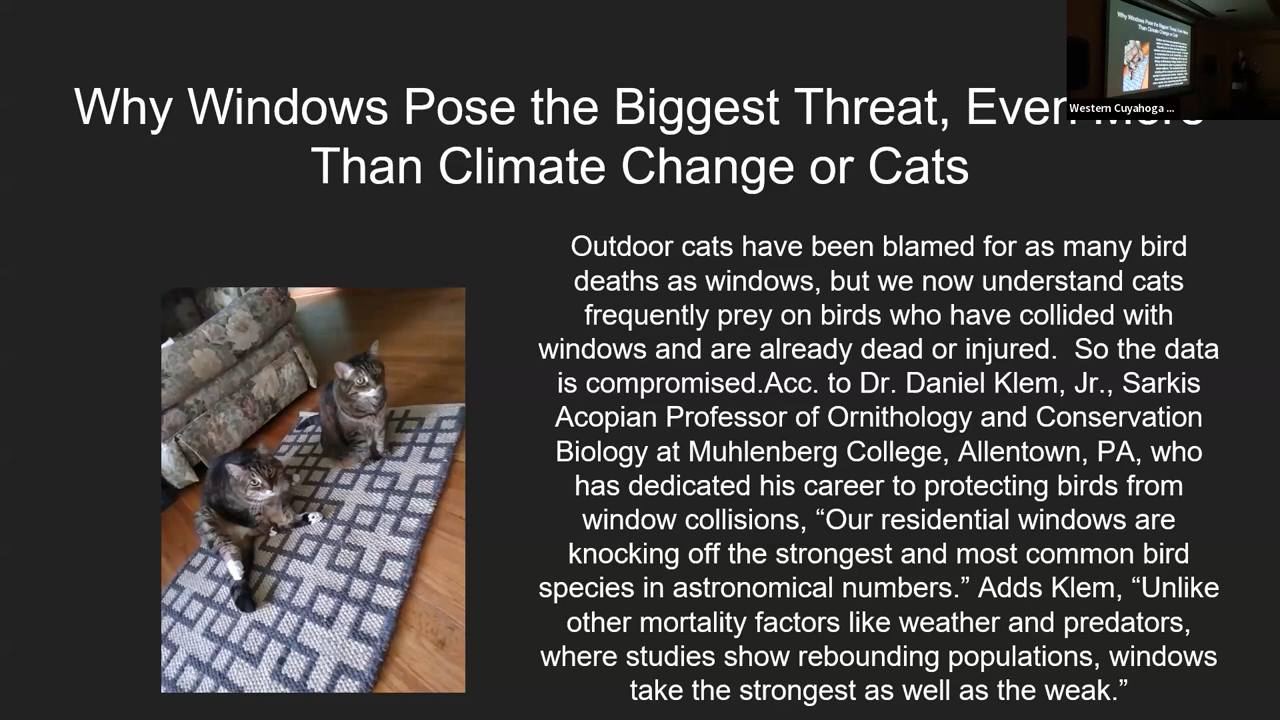 Why Windows Pose the Biggest Threat, Even More
Than Climate Change or Cats
Western Cuyahoga ...
Outdoor cats have been blamed for as many bird
deaths as windows, but we now understand cats
frequently prey on birds who have collided with
windows and are already dead or injured.  So the data
is compromised.Acc. to Dr. Daniel Klem, Jr., Sarkis
Acopian Professor of Ornithology and Conservation
Biology at Muhlenberg College, Allentown, PA, who
has dedicated his career to protecting birds from
window collisions, “Our residential windows are
knocking off the strongest and most common bird
species in astronomical numbers.” Adds Klem, “Unlike
other mortality factors like weather and predators,
where studies show rebounding populations, windows
take the strongest as well as the weak.”